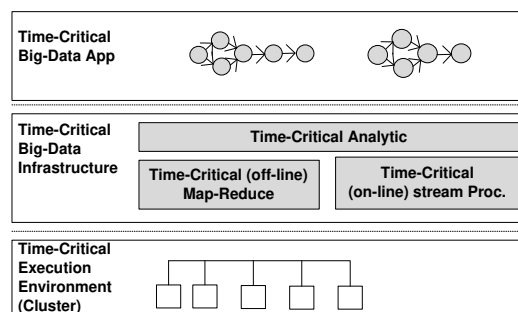 Time-Critical
Big-Data App
Time-Critical
Big-Data
Infrastructure
Time-Critical Analytic
Time-Critical (off-line)
Map-Reduce
Time-Critical
(on-line) stream Proc.
Time-Critical
Execution
Environment
(Cluster)